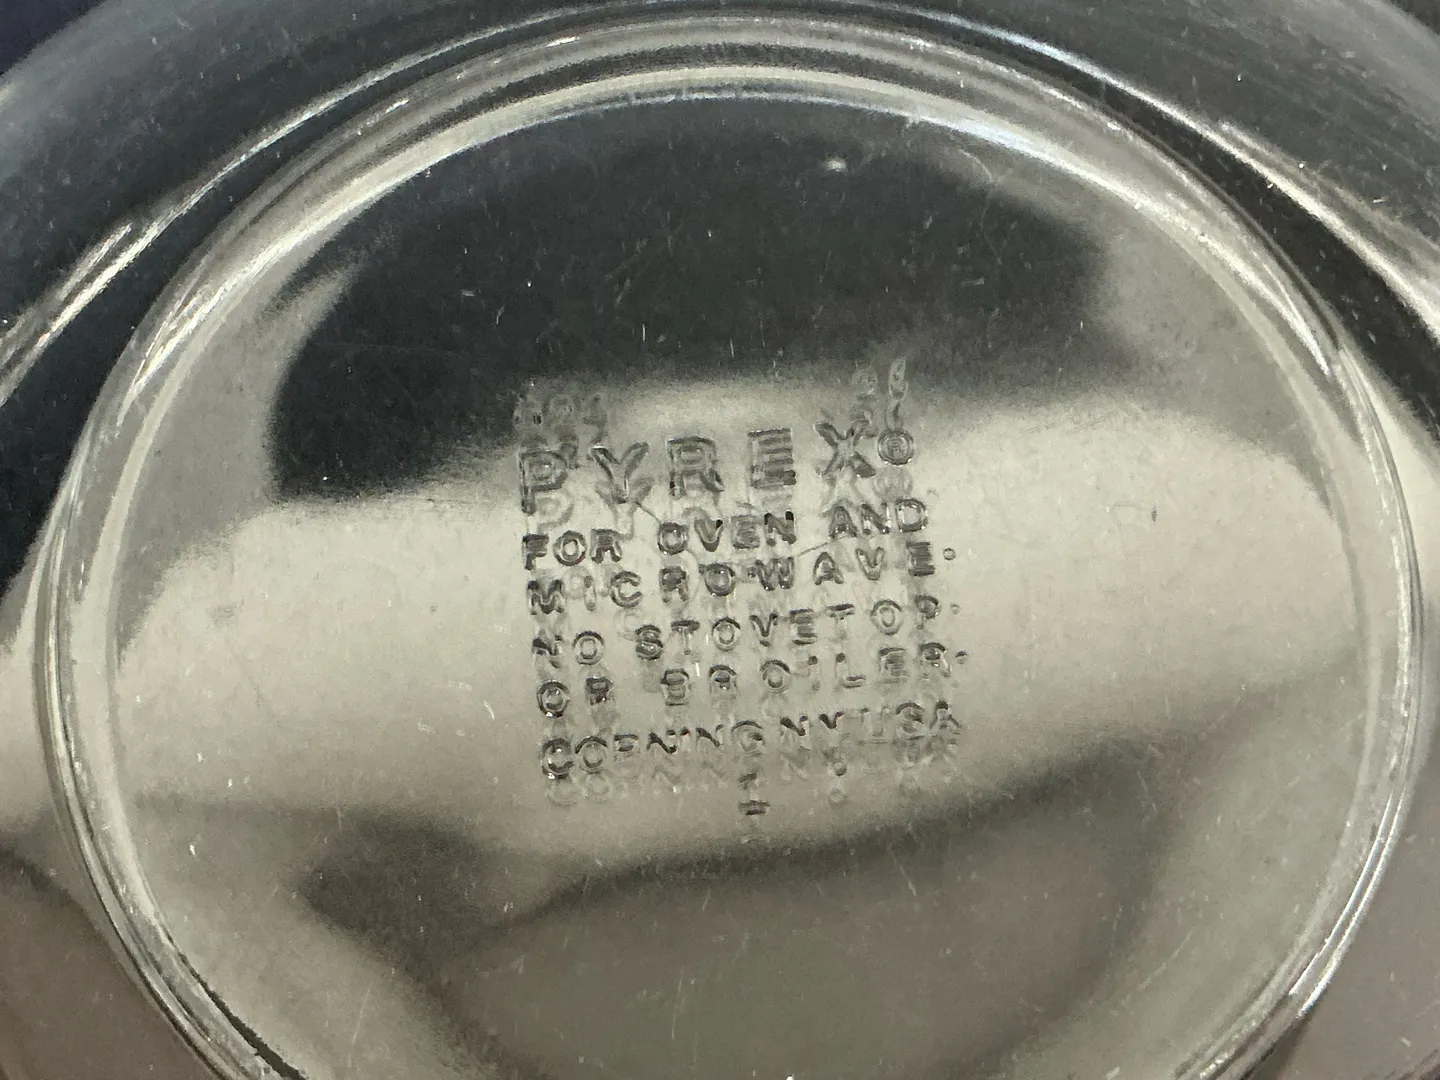 PYREX®
FOR OVEN AND
MICROWAVE.
NO STOVETOP.
OR BROILER.
CORNING NY USA